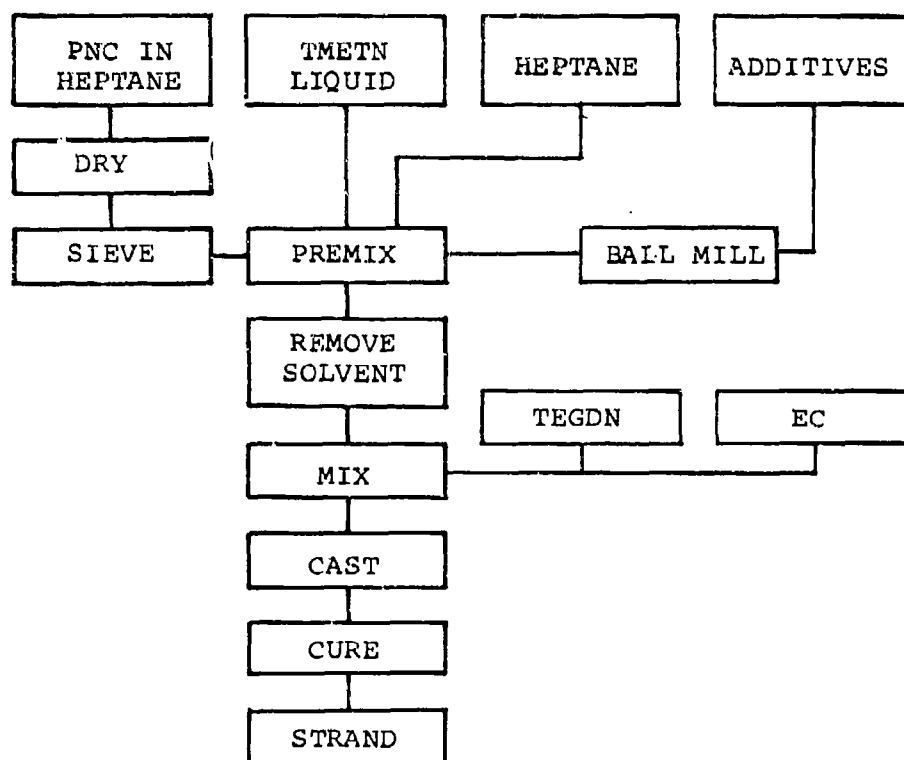 PNC IN
HEPTANE
TMETN
LIQUID
HEPTANE
ADDITIVES
DRY
SIEVE
PREMIX
BALL MILL
REMOVE
SOLVENT
TEGDN
EC
MIX
CAST
CURE
STRAND